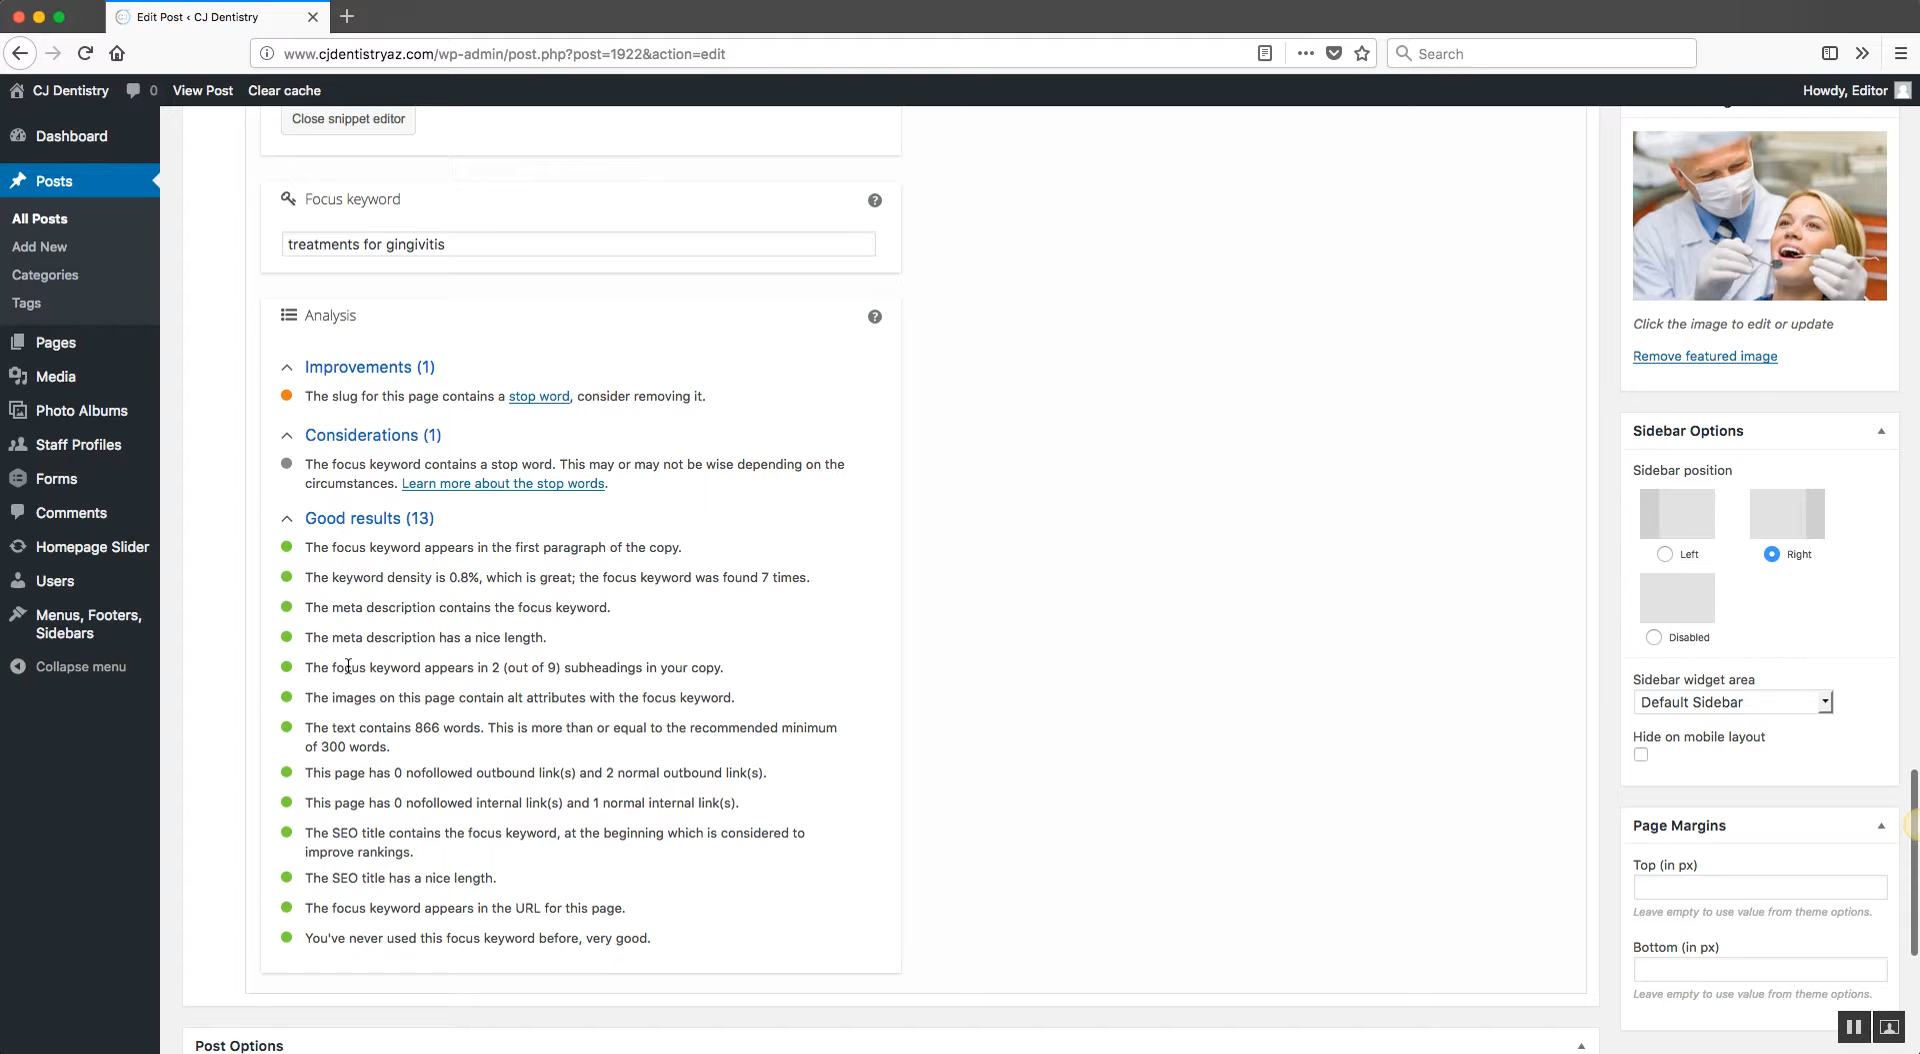 Edit Post ‹ CJ Dentistry
www.cjdentistryaz.com/wp-admin/post.php?post=1922&action=edit
Search
CJ Dentistry
0
View Post
Clear cache
Howdy, Editor
Dashboard
Posts
All Posts
Add New
Categories
Tags
Pages
Media
Photo Albums
Staff Profiles
Forms
Comments
Homepage Slider
Users
Menus, Footers,
Sidebars
Collapse menu
Close snippet editor
Focus keyword
treatments for gingivitis
Analysis
Improvements (1)
The slug for this page contains a stop word, consider removing it.
Considerations (1)
The focus keyword contains a stop word. This may or may not be wise depending on the
circumstances. Learn more about the stop words.
Good results (13)
The focus keyword appears in the first paragraph of the copy.
The keyword density is 0.8%, which is great; the focus keyword was found 7 times.
The meta description contains the focus keyword.
The meta description has a nice length.
The focus keyword appears in 2 (out of 9) subheadings in your copy.
The images on this page contain alt attributes with the focus keyword.
The text contains 866 words. This is more than or equal to the recommended minimum
of 300 words.
This page has 0 nofollowed outbound link(s) and 2 normal outbound link(s).
This page has 0 nofollowed internal link(s) and 1 normal internal link(s).
The SEO title contains the focus keyword, at the beginning which is considered to
improve rankings.
The SEO title has a nice length.
The focus keyword appears in the URL for this page.
You've never used this focus keyword before, very good.
Post Options
Click the image to edit or update
Remove featured image
Sidebar Options
Sidebar position
Left
Right
Disabled
Sidebar widget area
Default Sidebar
Hide on mobile layout
Page Margins
Top (in px)
Leave empty to use value from theme options.
Bottom (in px)
Leave empty to use value from theme options.